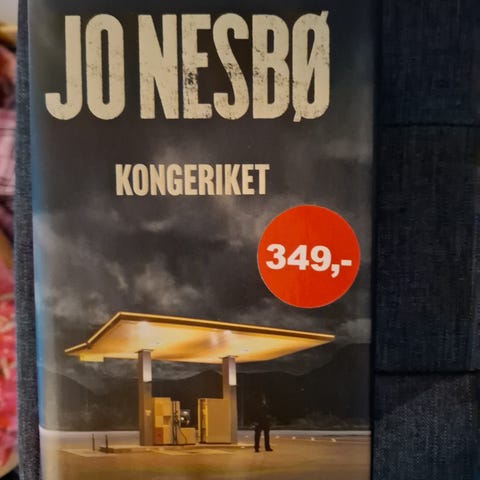 JO NESBØ
KONGERIKET
349,-